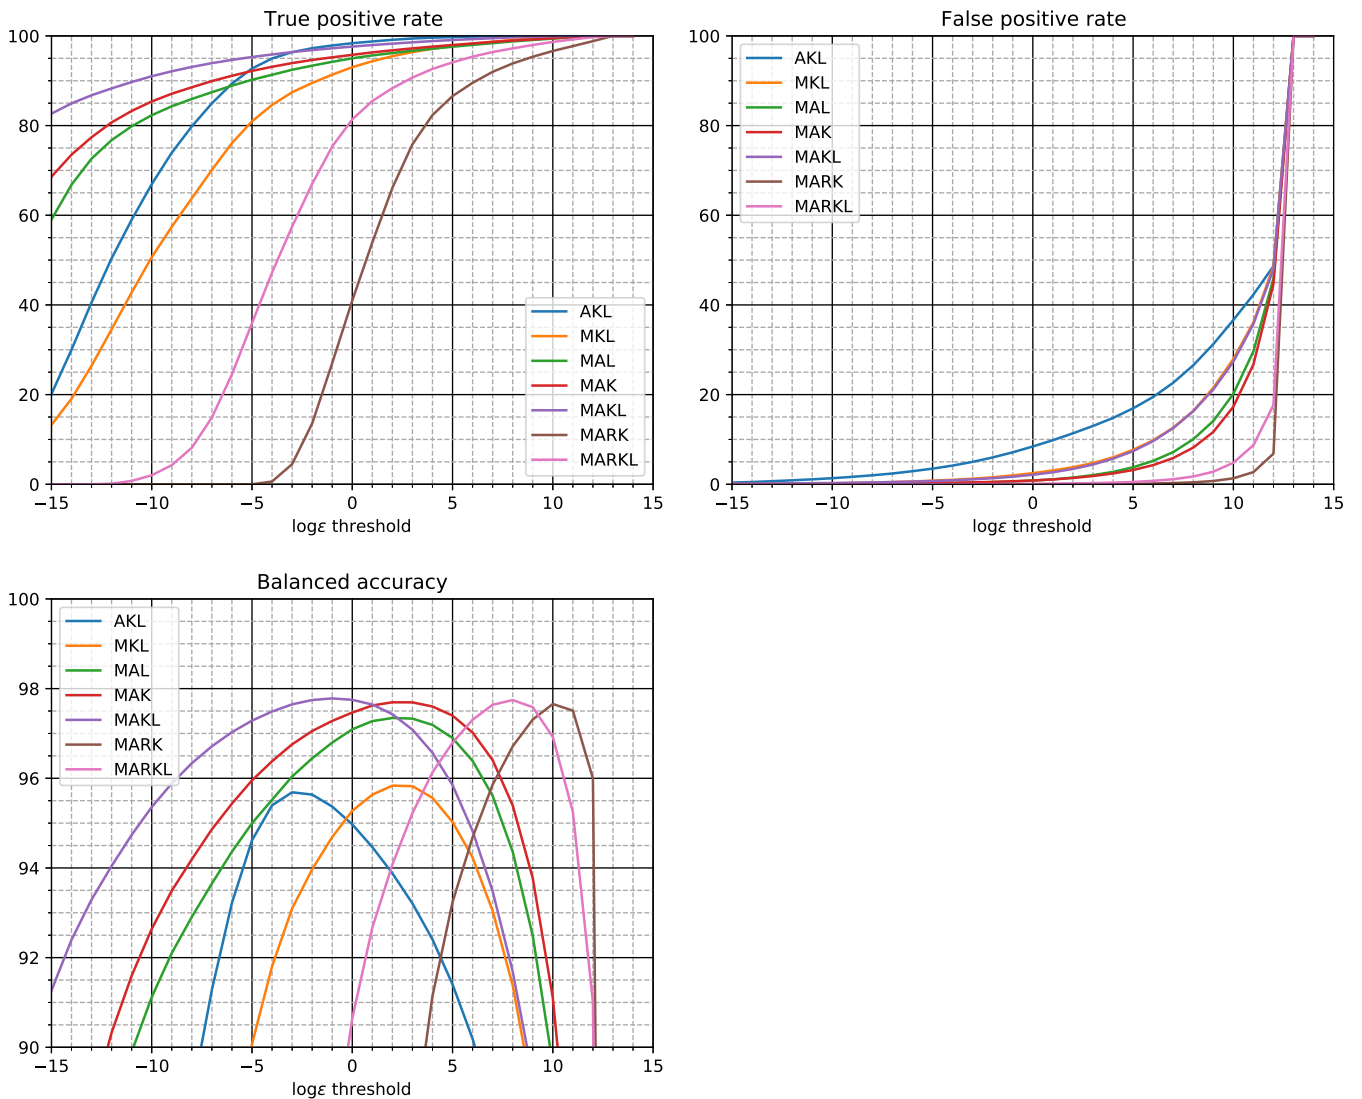 True positive rate
100
80
60
40
20
0
−15 −10 −5 0 5 10 15
logε threshold
AKL
MKL
MAL
MAK
MAKL
MARK
MARKL
False positive rate
100
80
60
40
20
0
−15 −10 −5 0 5 10 15
logε threshold
AKL
MKL
MAL
MAK
MAKL
MARK
MARKL
Balanced accuracy
100
98
96
94
92
90
−15 −10 −5 0 5 10 15
logε threshold
AKL
MKL
MAL
MAK
MAKL
MARK
MARKL